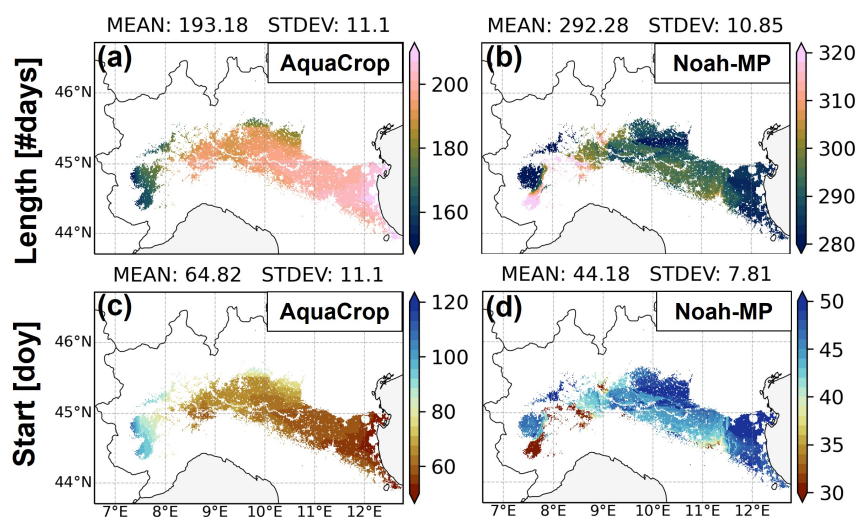 MEAN: 193.18 STDEV: 11.1
MEAN: 292.28 STDEV: 10.85
Length [#days]
(a)
AquaCrop
46°N
45°N
44°N
200
180
160
(b)
Noah-MP
320
310
300
290
280
MEAN: 64.82 STDEV: 11.1
MEAN: 44.18 STDEV: 7.81
Start [doy]
(c)
AquaCrop
46°N
45°N
44°N
120
100
80
60
(d)
Noah-MP
50
45
40
35
30
7°E 8°E 9°E 10°E 11°E 12°E
7°E 8°E 9°E 10°E 11°E 12°E